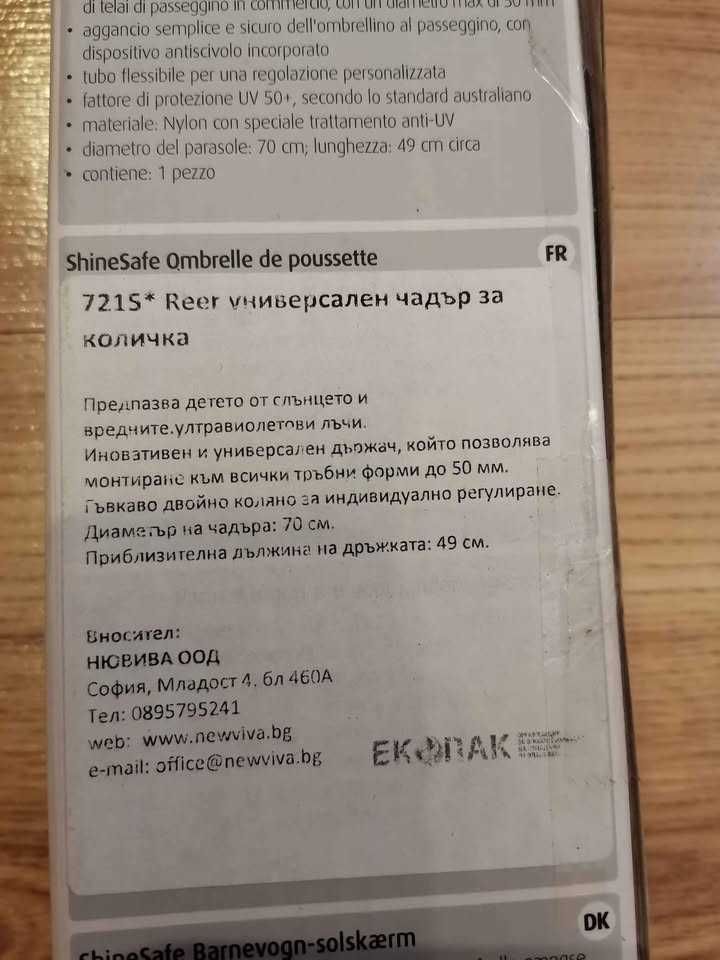 di telai di passeggino in commercio, con un diametro max di 50 mm
• aggancio semplice e sicuro dell'ombrellino al passeggino, con
dispositivo antiscivolo incorporato
• tubo flessibile per una regolazione personalizzata
• fattore di protezione UV 50+, secondo lo standard australiano
• materiale: Nylon con speciale trattamento anti-UV
• diametro del parasole: 70 cm; lunghezza: 49 cm circa
• contiene: 1 pezzo
ShineSafe Ombrelle de poussette
FR
721S* Reer универсален чадър за
количка
Предпазва детето от слънцето и
вредните.ултравиолетови лъчи.
Иновативен и универсален държач, който позволява
монтиране към всички тръбни форми до 50 мм.
Гъвкаво двойно коляно за индивидуално регулиране.
Диаметър на чадъра: 70 см.
Приблизителна дължина на дръжката: 49 см.
Вносител:
НЮВИВА ООД
София, Младост 4, бл 460А
Тел: 0895795241
web: www.newviva.bg
e-mail: office@newviva.bg
ЕКОПАК
DK
ShineSafe Barnevogn-solskærm